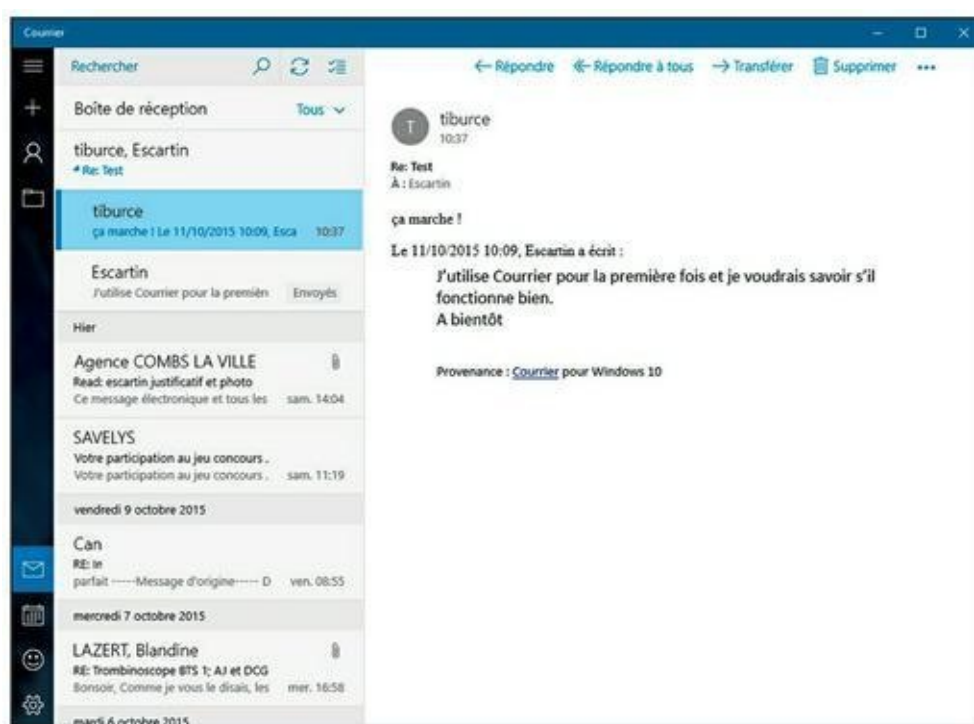 Courrier
Rechercher
Boîte de réception
Tous
tiburce, Escartin
Re: Test
tiburce
ça marche ! Le 11/10/2015 10:09, Esca 10:37
Escartin
J'utilise Courrier pour la premièn Envoyés
Hier
Agence COMBS LA VILLE
Read: escartin justificatif et photo
Ce message électronique et tous les sam. 14:04
SAVELYS
Votre participation au jeu concours .
Votre participation au jeu concours . sam. 11:19
vendredi 9 octobre 2015
Can
RE: In
parfait -----Message d'origine----- D ven. 08:55
mercredi 7 octobre 2015
LAZERT, Blandine
RE: Trombinoscope BTS 1; AJ et DCG
Bonsoir, Comme je vous le disais, les mer. 16:58
mardi 6 octobre 2015
Répondre Répondre à tous Transférer Supprimer
T
tiburce
10:37
Re: Test
À : Escartin
ça marche !
Le 11/10/2015 10:09, Escartin a écrit :
J'utilise Courrier pour la première fois et je voudrais savoir s'il
fonctionne bien.
A bientôt
Provenance : Courrier pour Windows 10